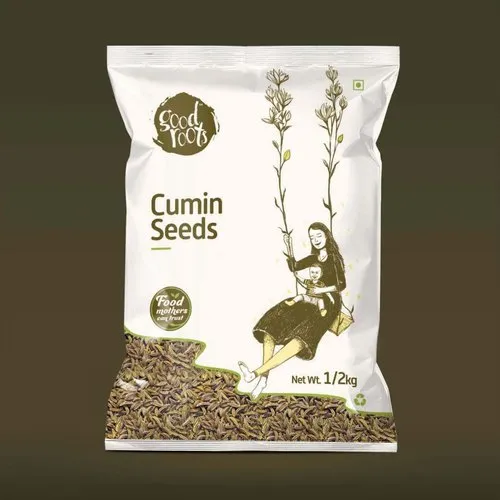 good
roots
Cumin
Seeds
Food
mothers
can trust
Net Wt. 1/2kg